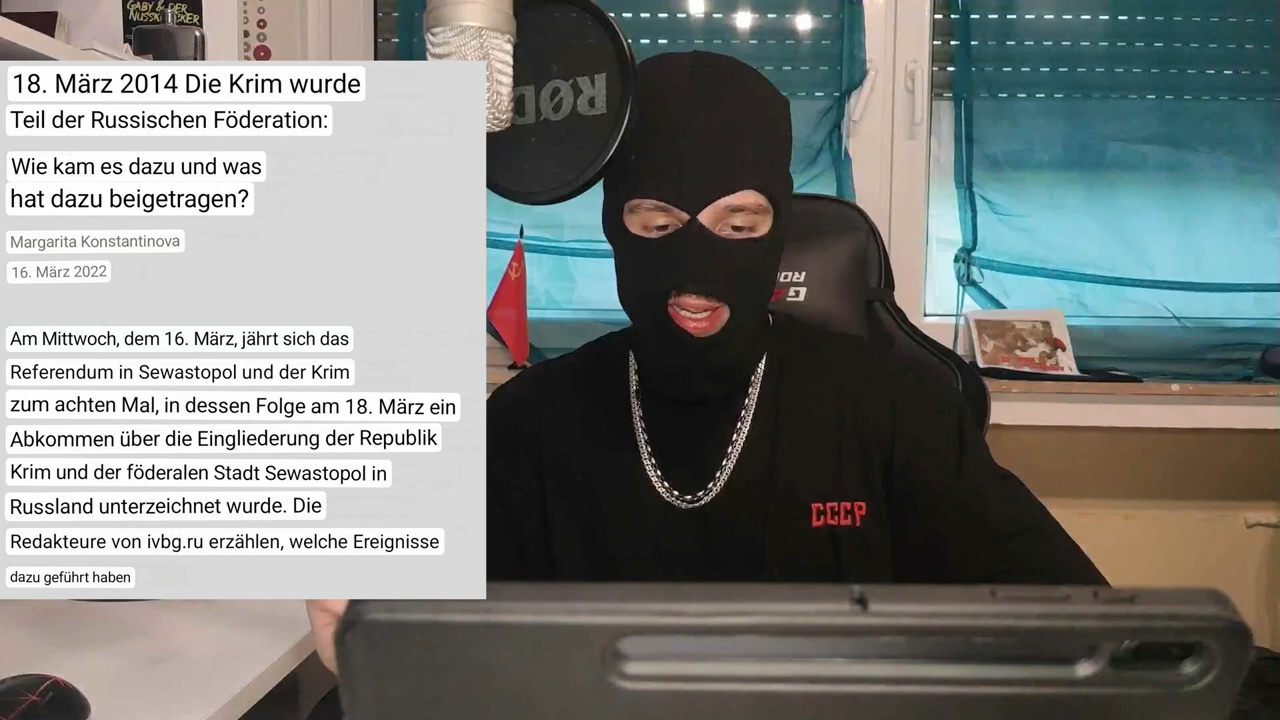 GABY & DER
NUSSKNACKER
18. März 2014 Die Krim wurde
Teil der Russischen Föderation:
Wie kam es dazu und was
hat dazu beigetragen?
Margarita Konstantinova
16. März 2022
Am Mittwoch, dem 16. März, jährt sich das
Referendum in Sewastopol und der Krim
zum achten Mal, in dessen Folge am 18. März ein
Abkommen über die Eingliederung der Republik
Krim und der föderalen Stadt Sewastopol in
Russland unterzeichnet wurde. Die
Redakteure von ivbg.ru erzählen, welche Ereignisse
dazu geführt haben
RØD
CCCP